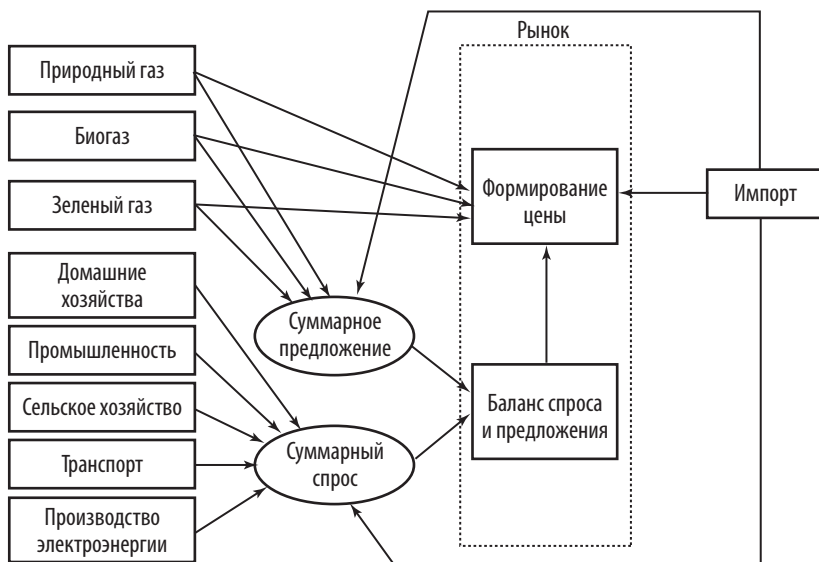 Рынок
Природный газ
Биогаз
Зеленый газ
Домашние
хозяйства
Промышленность
Сельское хозяйство
Транспорт
Производство
электроэнергии
Суммарное
предложение
Суммарный
спрос
Формирование
цены
Баланс спроса
и предложения
Импорт